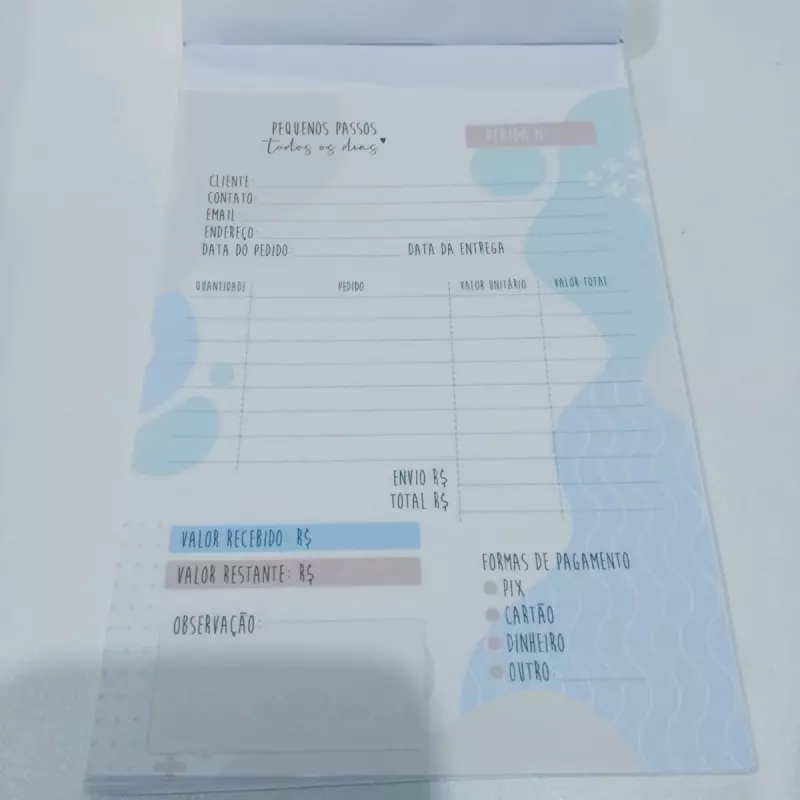 PEQUENOS PASSOS
todos os dias
PEDIDO Nº
CLIENTE:
CONTATO:
EMAIL:
ENDEREÇO:
DATA DO PEDIDO: DATA DA ENTREGA:
QUANTIDADE PEDIDO VALOR UNITÁRIO VALOR TOTAL
ENVIO R$
TOTAL R$
VALOR RECEBIDO: R$
VALOR RESTANTE: R$
OBSERVAÇÃO:
FORMAS DE PAGAMENTO
PIX
CARTÃO
DINHEIRO
OUTRO: